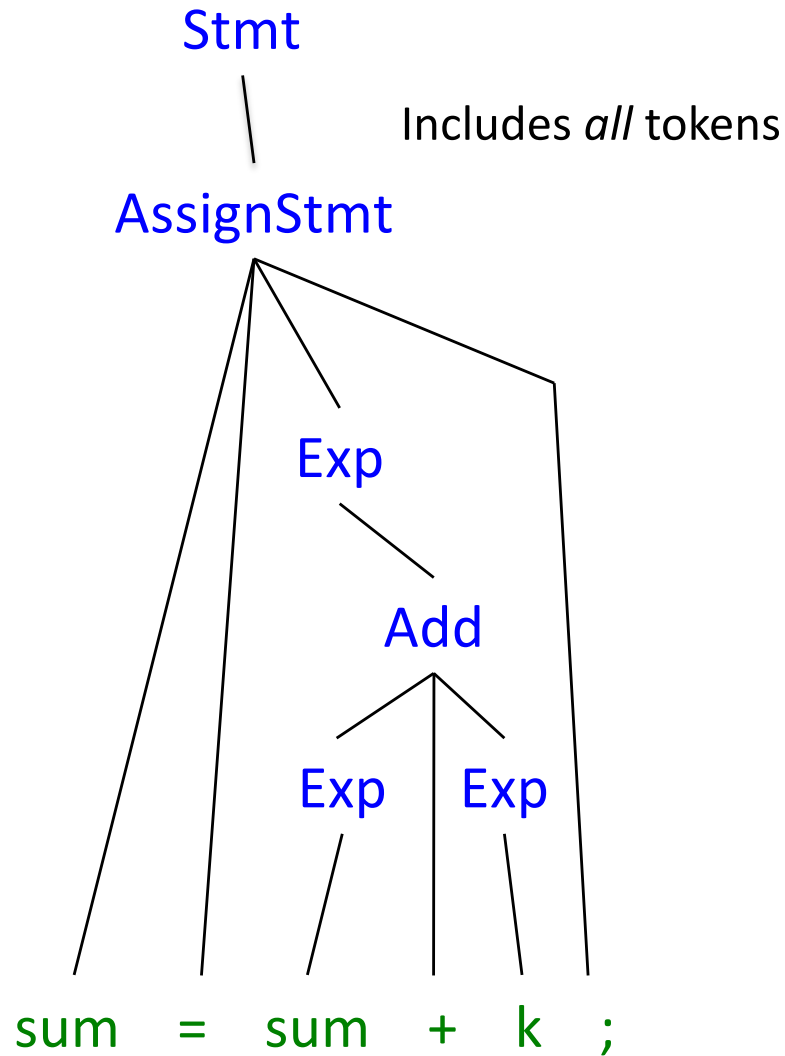 Stmt
Includes all tokens
AssignStmt
Exp
Add
Exp Exp
sum = sum + k ;